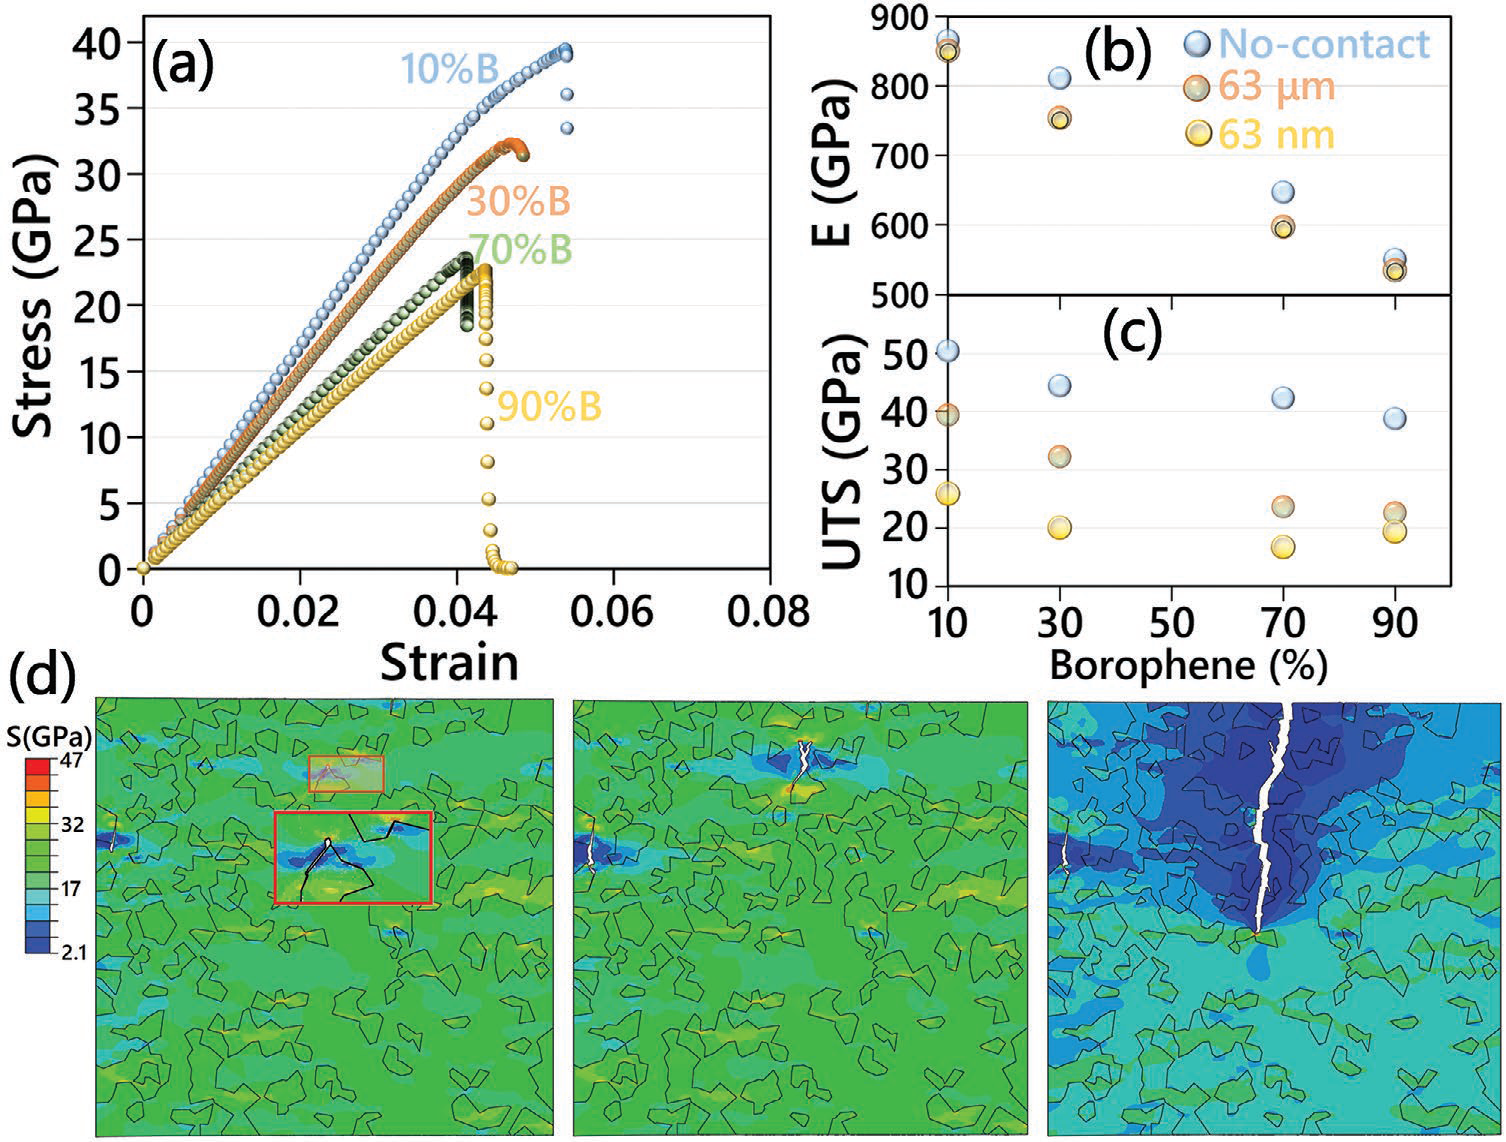 (a)
Stress (GPa)
40
35
30
25
20
15
10
5
0
10%B
30%B
70%B
90%B
0 0.02 0.04 0.06 0.08
Strain
(b)
E (GPa)
900
800
700
600
500
No-contact
63 μm
63 nm
(c)
UTS (GPa)
50
40
30
20
10
10 30 50 70 90
Borophene (%)
(d)
S(GPa)
47
32
17
2.1